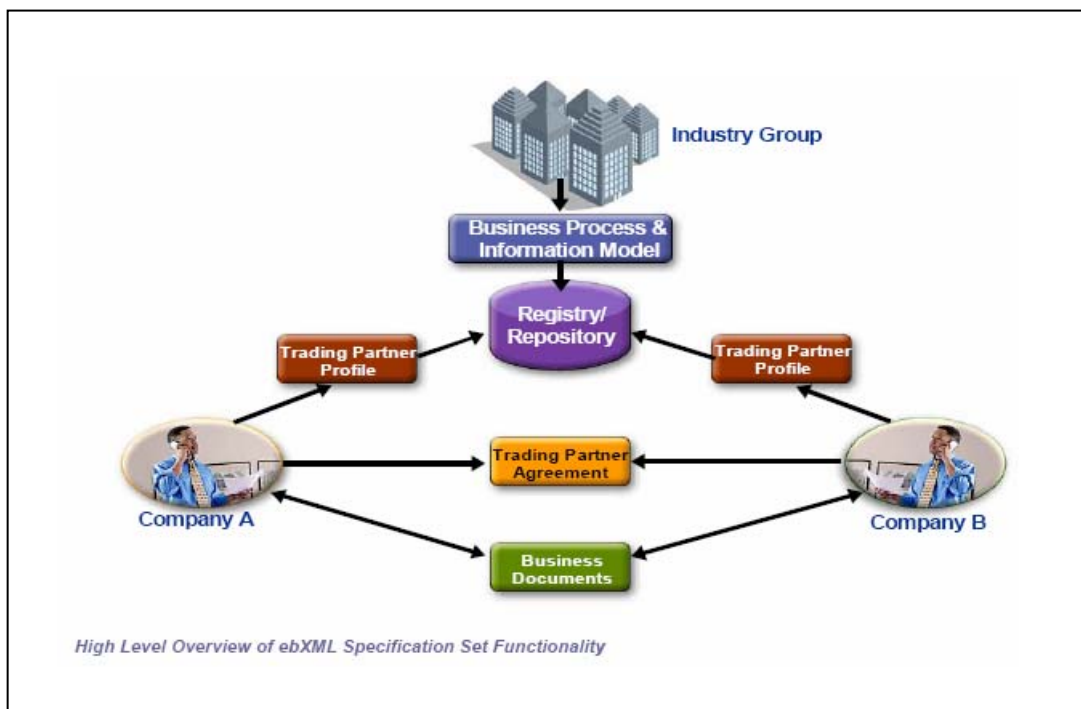 Industry Group
Business Process &
Information Model
Registry/
Repository
Trading Partner
Profile
Trading Partner
Profile
Trading Partner
Agreement
Company A
Company B
Business
Documents
High Level Overview of ebXML Specification Set Functionality